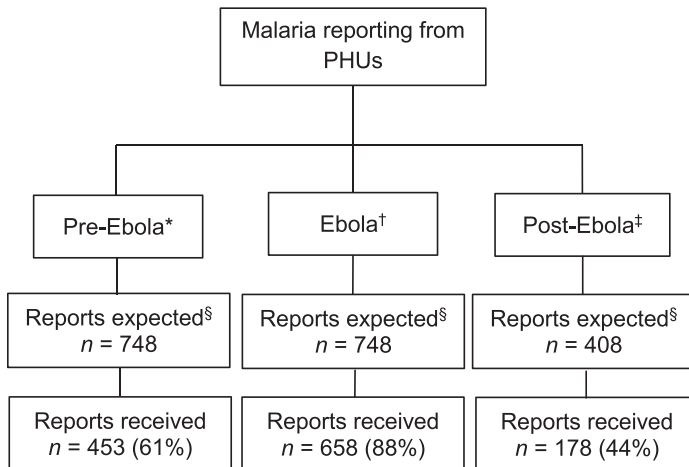 Malaria reporting from
PHUs
Pre-Ebola*
Ebola†
Post-Ebola‡
Reports expected§
n = 748
Reports expected§
n = 748
Reports expected§
n = 408
Reports received
n = 453 (61%)
Reports received
n = 658 (88%)
Reports received
n = 178 (44%)